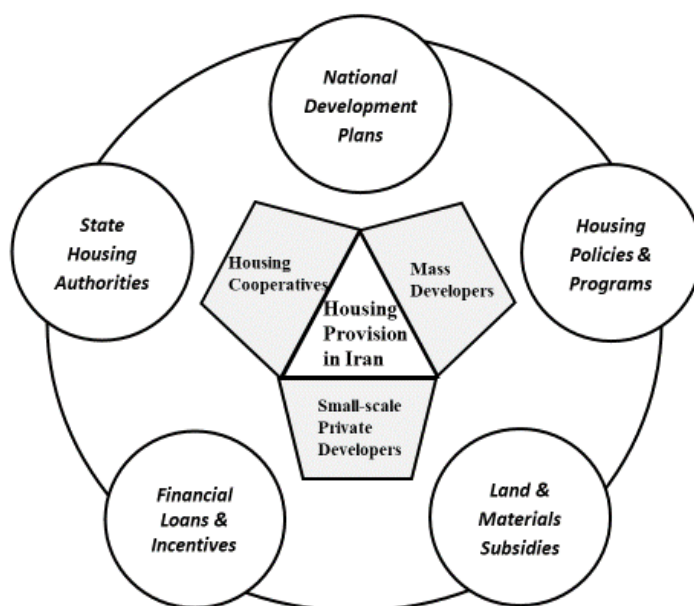 National
Development
Plans
State
Housing
Authorities
Housing
Policies &
Programs
Housing
Cooperatives
Mass
Developers
Housing
Provision
in Iran
Small-scale
Private
Developers
Financial
Loans &
Incentives
Land &
Materials
Subsidies